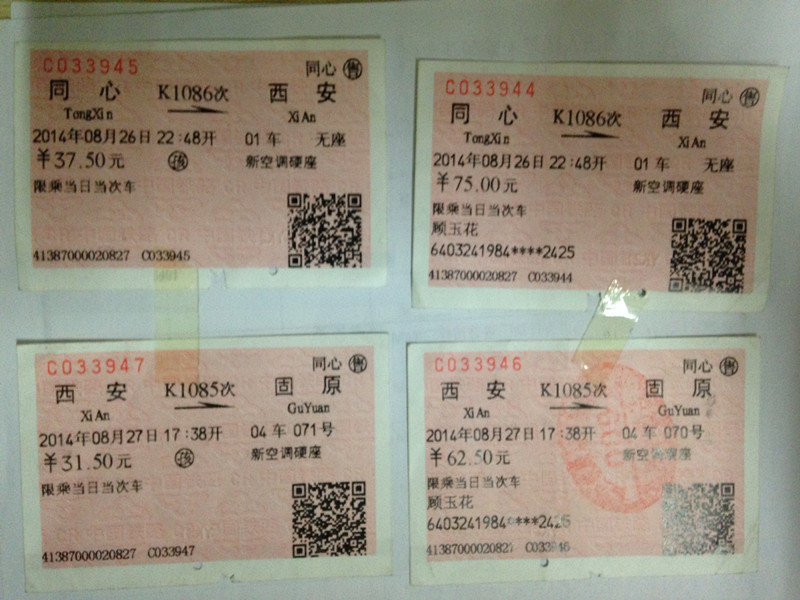 C033945
同心 售
同心 K1086次 西安
TongXin XiAn
2014年08月26日 22:48开 01车 无座
¥37.50元 孩 新空调硬座
限乘当日当次车
41387000020827 C033945
C033944
同心 售
同心 K1086次 西安
TongXin XiAn
2014年08月26日 22:48开 01车 无座
¥75.00元 新空调硬座
限乘当日当次车
顾玉花
6403241984****2425
41387000020827 C033944
C033947
同心 售
西安 K1085次 固原
XiAn GuYuan
2014年08月27日 17:38开 04车 071号
¥31.50元 孩 新空调硬座
限乘当日当次车
41387000020827 C033947
C033946
同心 售
西安 K1085次 固原
XiAn GuYuan
2014年08月27日 17:38开 04车 070号
¥62.50元 新空调硬座
限乘当日当次车
顾玉花
6403241984****2425
41387000020827 C033946